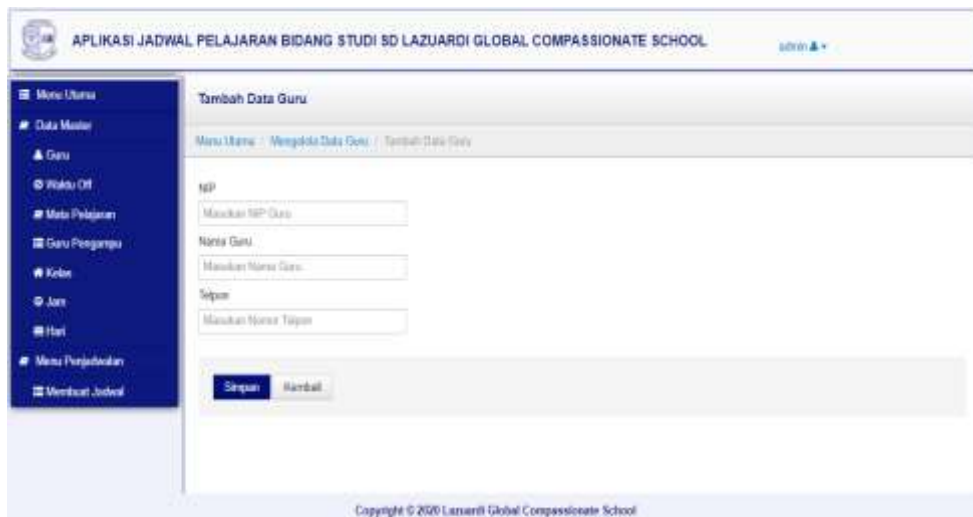 APLIKASI JADWAL PELAJARAN BIDANG STUDI SD LAZUARDI GLOBAL COMPASSIONATE SCHOOL
admin
Menu Utama
Data Master
Guru
Waktu Off
Mata Pelajaran
Guru Pengampu
Kelas
Jam
Hari
Menu Penjadwalan
Membuat Jadwal
Tambah Data Guru
Menu Utama / Mengelola Data Guru / Tambah Data Guru
NIP
Masukan NIP Guru
Nama Guru
Masukan Nama Guru
Telpon
Masukan Nomor Telpon
Simpan Kembali
Copyright © 2020 Lazuardi Global Compassionate School